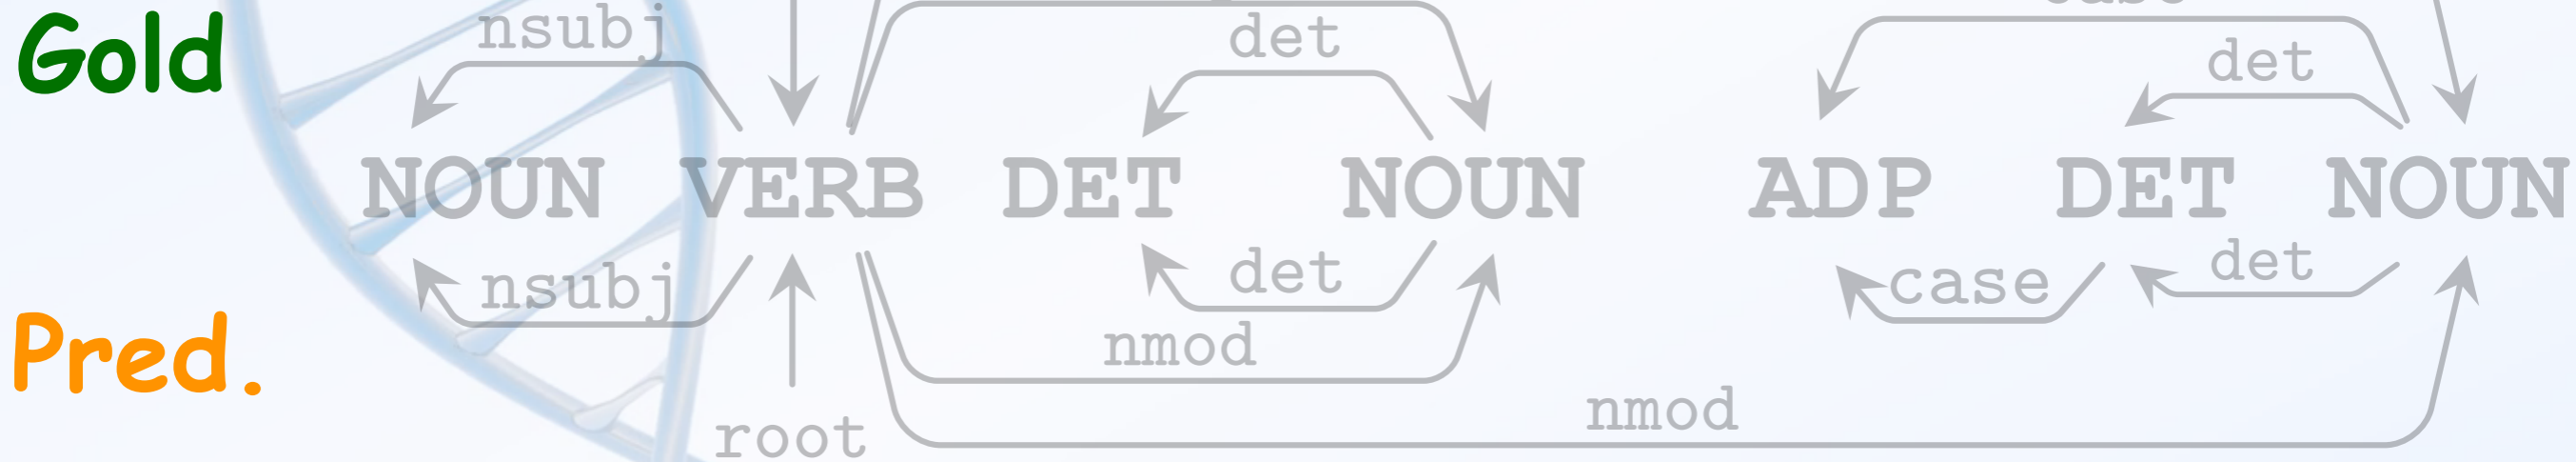 Gold
nsubj det det
NOUN VERB DET NOUN ADP DET NOUN
nsubj det case det
Pred.
nmod
nmod
root